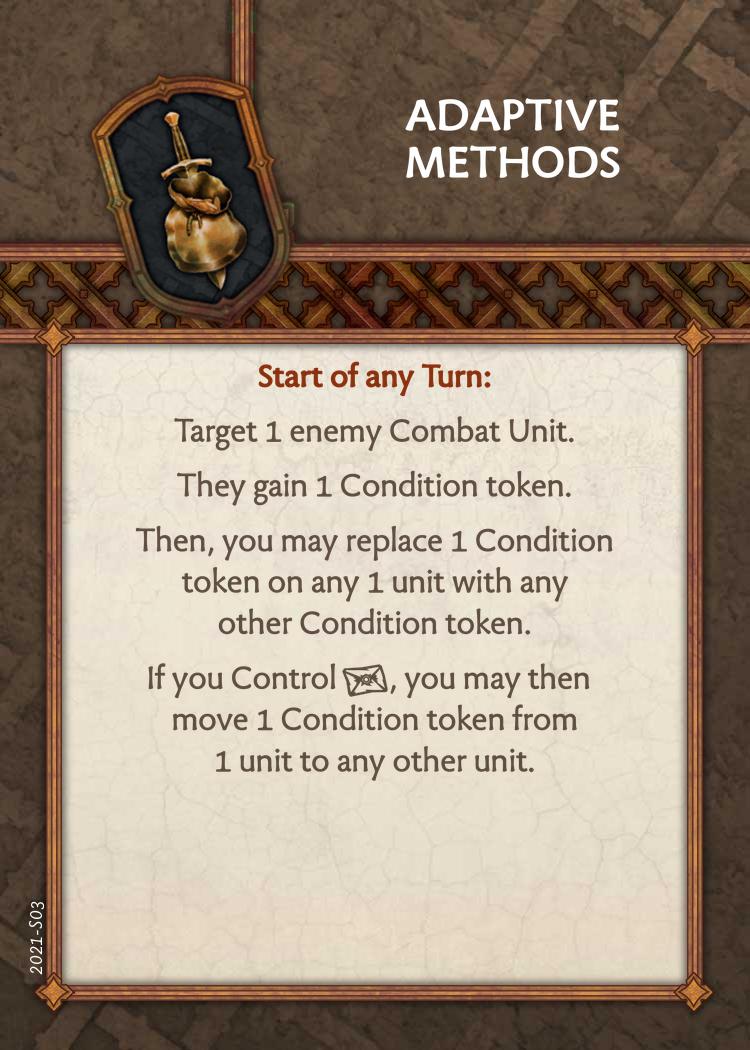 ADAPTIVE
METHODS
Start of any Turn:
Target 1 enemy Combat Unit.
They gain 1 Condition token.
Then, you may replace 1 Condition
token on any 1 unit with any
other Condition token.
If you Control , you may then
move 1 Condition token from
1 unit to any other unit.
2021-S03